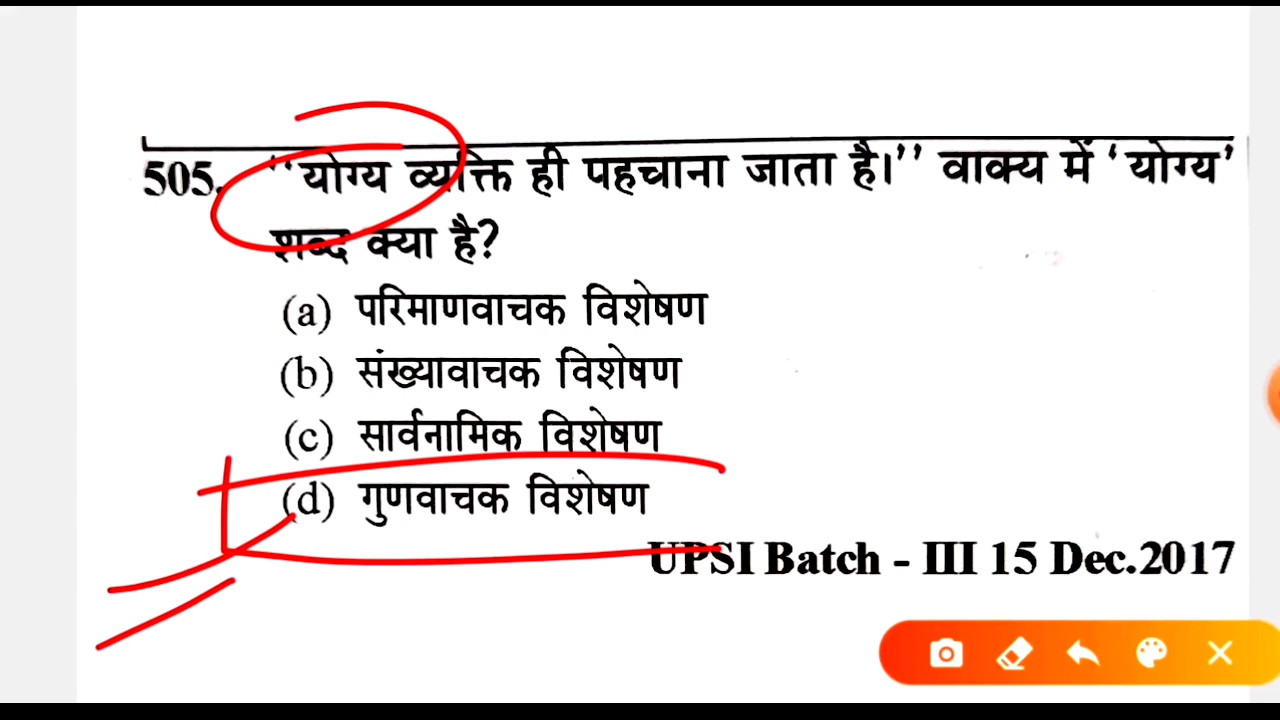 505. ‘‘योग्य व्यक्ति ही पहचाना जाता है।’’ वाक्य में ‘योग्य’
शब्द क्या है?
(a) परिमाणवाचक विशेषण
(b) संख्यावाचक विशेषण
(c) सार्वनामिक विशेषण
(d) गुणवाचक विशेषण
UPSI Batch - III 15 Dec.2017